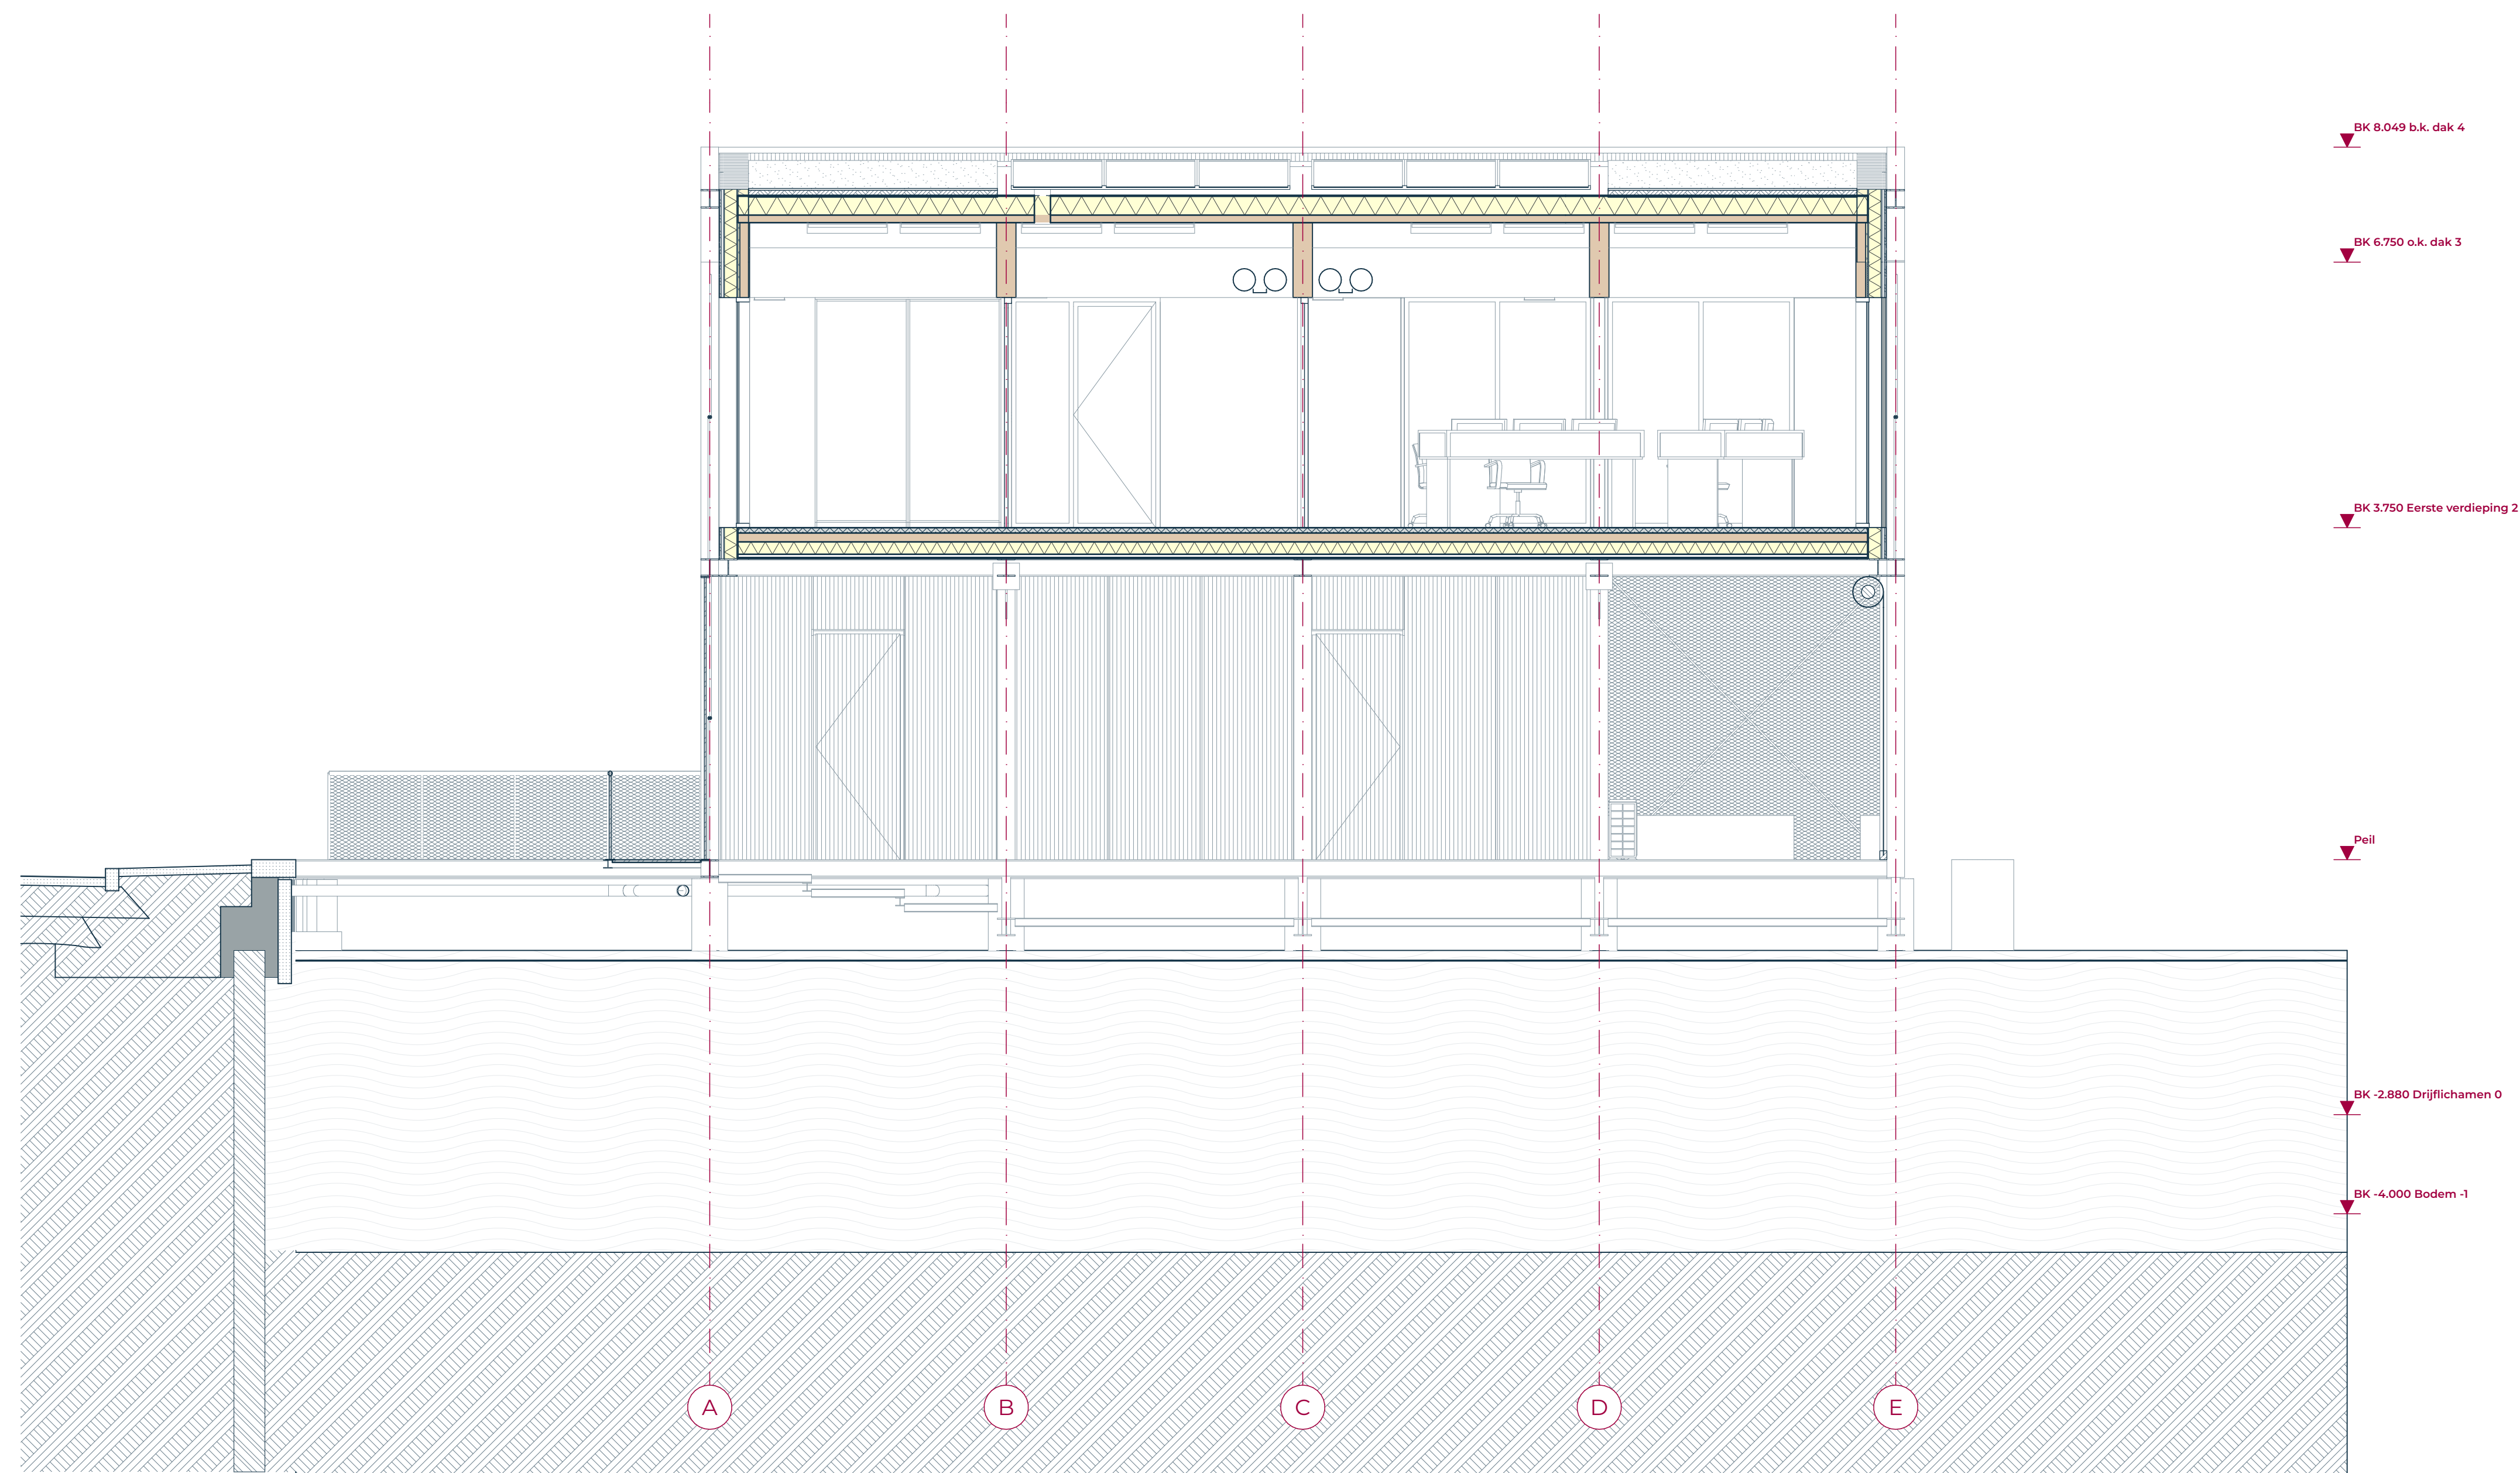 BK 8.049 b.k. dak 4
BK 6.750 o.k. dak 3
BK 3.750 Eerste verdieping 2
Peil
BK -2.880 Drijflichamen 0
BK -4.000 Bodem -1
A
B
C
D
E